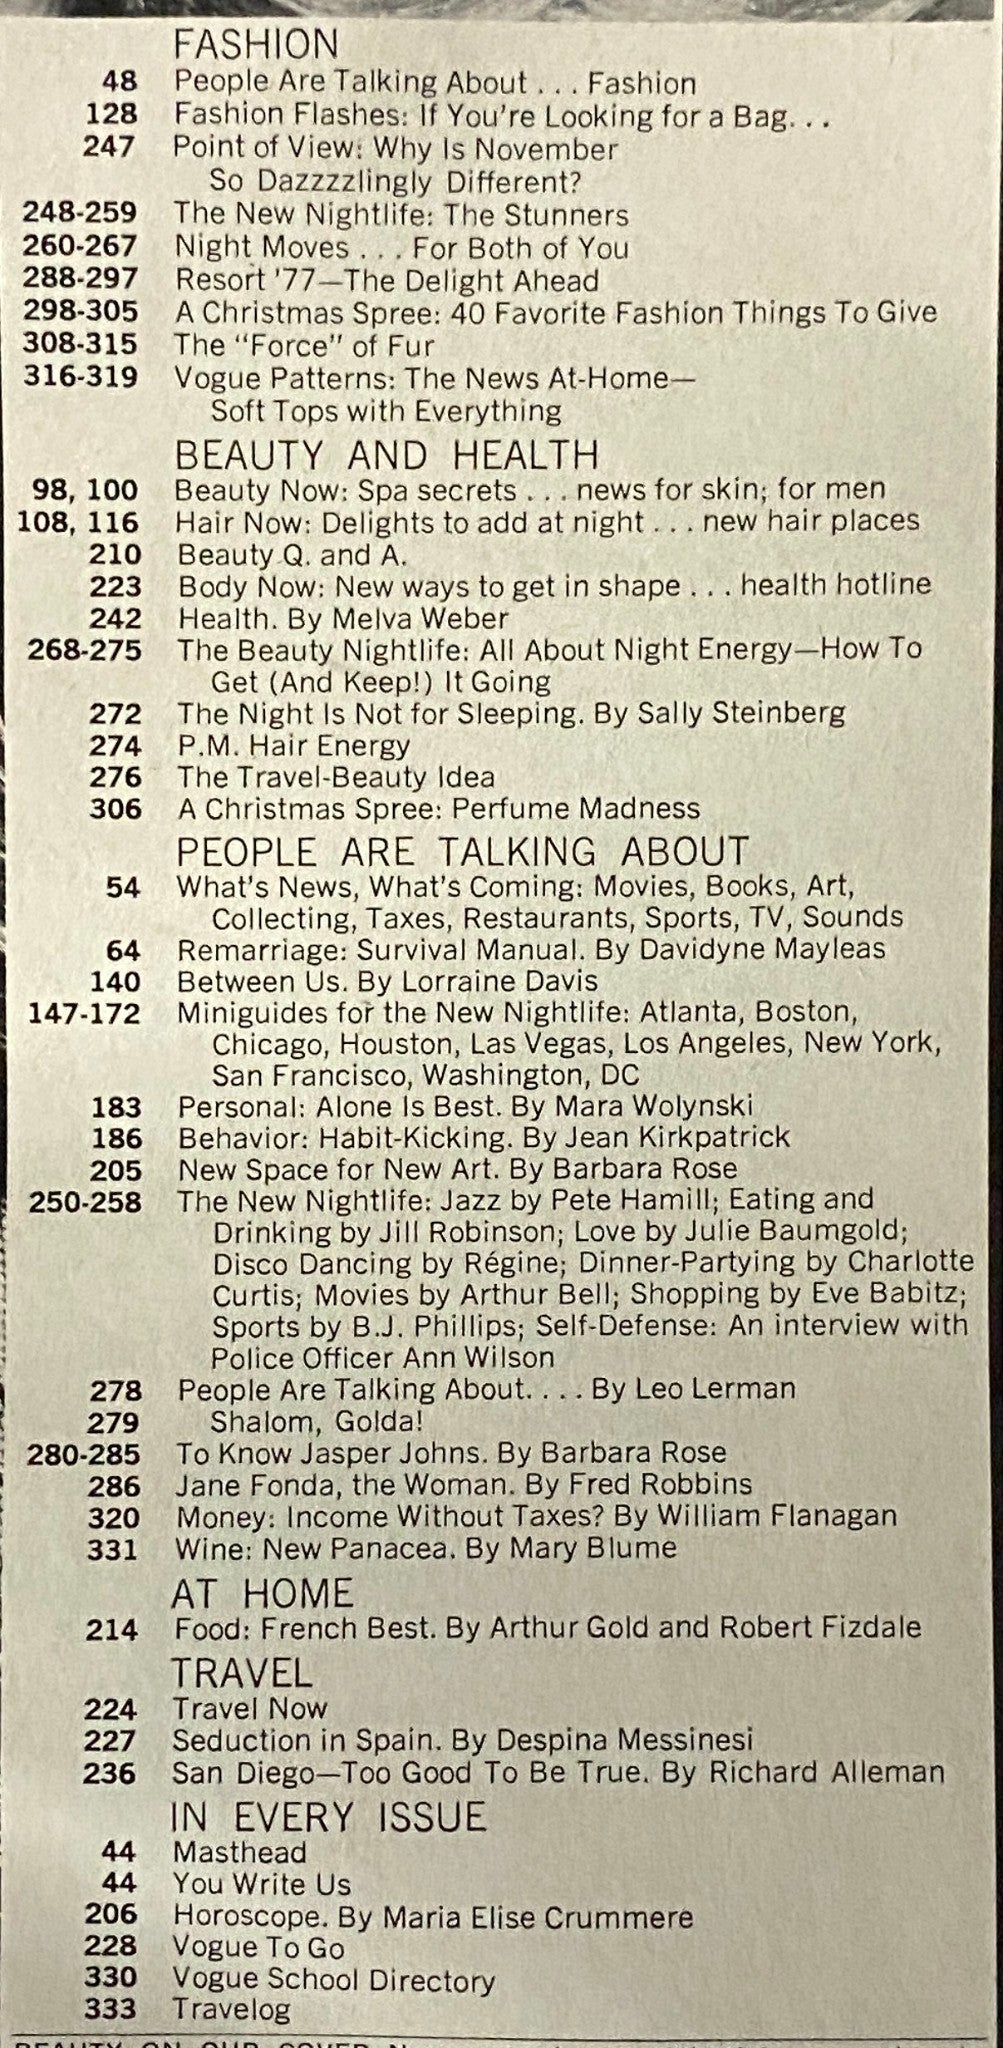 FASHION
48 People Are Talking About . . . Fashion
128 Fashion Flashes: If You're Looking for a Bag. . .
247 Point of View: Why Is November
So Dazzzzlingly Different?
248-259 The New Nightlife: The Stunners
260-267 Night Moves . . . For Both of You
288-297 Resort '77—The Delight Ahead
298-305 A Christmas Spree: 40 Favorite Fashion Things To Give
308-315 The "Force" of Fur
316-319 Vogue Patterns: The News At-Home—
Soft Tops with Everything
BEAUTY AND HEALTH
98, 100 Beauty Now: Spa secrets . . . news for skin; for men
108, 116 Hair Now: Delights to add at night . . . new hair places
210 Beauty Q. and A.
223 Body Now: New ways to get in shape . . . health hotline
242 Health. By Melva Weber
268-275 The Beauty Nightlife: All About Night Energy—How To
Get (And Keep!) It Going
272 The Night Is Not for Sleeping. By Sally Steinberg
274 P.M. Hair Energy
276 The Travel-Beauty Idea
306 A Christmas Spree: Perfume Madness
PEOPLE ARE TALKING ABOUT
54 What's News, What's Coming: Movies, Books, Art,
Collecting, Taxes, Restaurants, Sports, TV, Sounds
64 Remarriage: Survival Manual. By Davidyne Mayleas
140 Between Us. By Lorraine Davis
147-172 Miniguides for the New Nightlife: Atlanta, Boston,
Chicago, Houston, Las Vegas, Los Angeles, New York,
San Francisco, Washington, DC
183 Personal: Alone Is Best. By Mara Wolynski
186 Behavior: Habit-Kicking. By Jean Kirkpatrick
205 New Space for New Art. By Barbara Rose
250-258 The New Nightlife: Jazz by Pete Hamill; Eating and
Drinking by Jill Robinson; Love by Julie Baumgold;
Disco Dancing by Régine; Dinner-Partying by Charlotte
Curtis; Movies by Arthur Bell; Shopping by Eve Babitz;
Sports by B.J. Phillips; Self-Defense: An interview with
Police Officer Ann Wilson
278 People Are Talking About. . . . By Leo Lerman
279 Shalom, Golda!
280-285 To Know Jasper Johns. By Barbara Rose
286 Jane Fonda, the Woman. By Fred Robbins
320 Money: Income Without Taxes? By William Flanagan
331 Wine: New Panacea. By Mary Blume
AT HOME
214 Food: French Best. By Arthur Gold and Robert Fizdale
TRAVEL
224 Travel Now
227 Seduction in Spain. By Despina Messinesi
236 San Diego—Too Good To Be True. By Richard Alleman
IN EVERY ISSUE
44 Masthead
44 You Write Us
206 Horoscope. By Maria Elise Crummere
228 Vogue To Go
330 Vogue School Directory
333 Travelog
BEAUTY ON OUR COVER